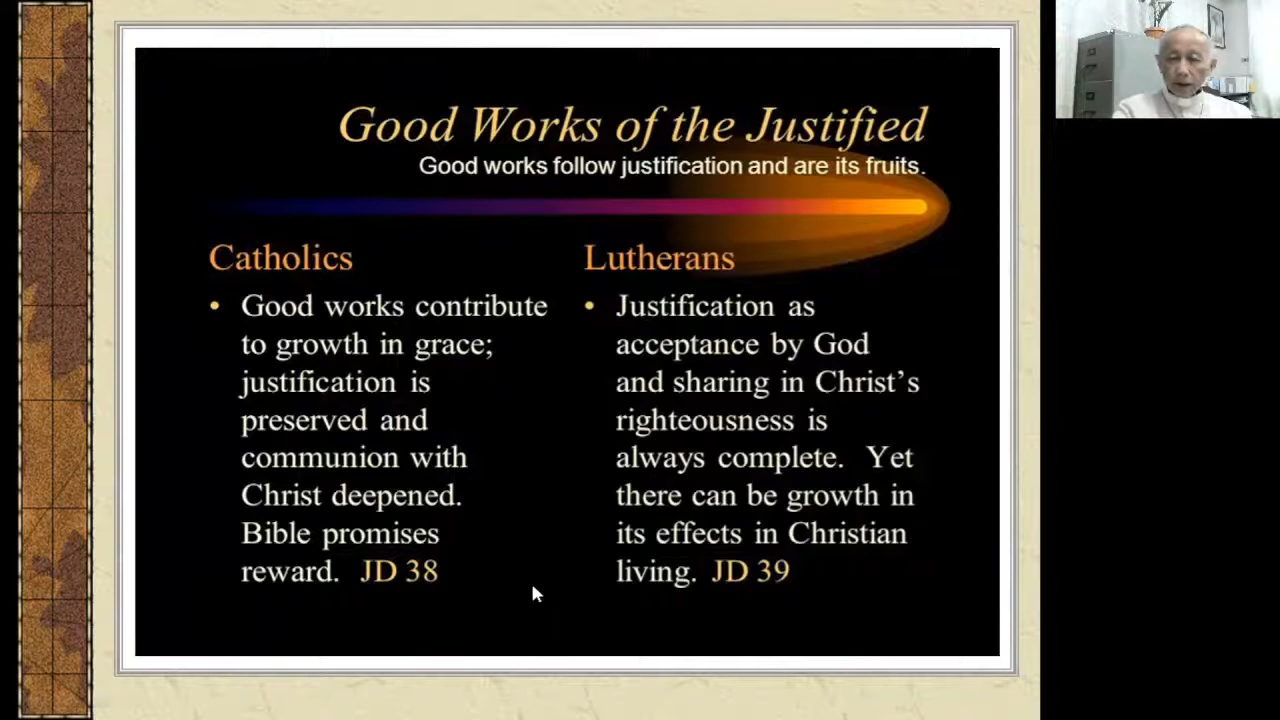 Good Works of the Justified
Good works follow justification and are its fruits.
Catholics
• Good works contribute
to growth in grace;
justification is
preserved and
communion with
Christ deepened.
Bible promises
reward. JD 38
Lutherans
• Justification as
acceptance by God
and sharing in Christ’s
righteousness is
always complete. Yet
there can be growth in
its effects in Christian
living. JD 39